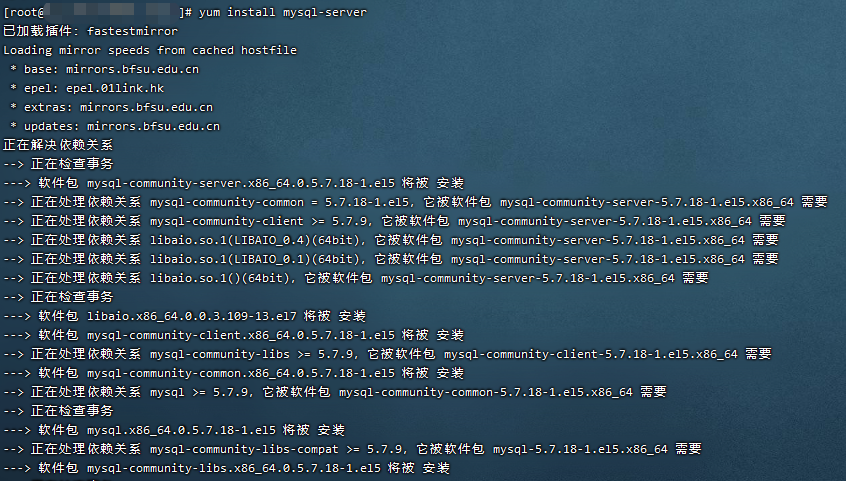 [root@ ]# yum install mysql-server
已加载插件: fastestmirror
Loading mirror speeds from cached hostfile
 * base: mirrors.bfsu.edu.cn
 * epel: epel.01link.hk
 * extras: mirrors.bfsu.edu.cn
 * updates: mirrors.bfsu.edu.cn
正在解决依赖关系
--> 正在检查事务
---> 软件包 mysql-community-server.x86_64.0.5.7.18-1.el5 将被 安装
--> 正在处理依赖关系 mysql-community-common = 5.7.18-1.el5, 它被软件包 mysql-community-server-5.7.18-1.el5.x86_64 需要
--> 正在处理依赖关系 mysql-community-client >= 5.7.9, 它被软件包 mysql-community-server-5.7.18-1.el5.x86_64 需要
--> 正在处理依赖关系 libaio.so.1(LIBAIO_0.4)(64bit), 它被软件包 mysql-community-server-5.7.18-1.el5.x86_64 需要
--> 正在处理依赖关系 libaio.so.1(LIBAIO_0.1)(64bit), 它被软件包 mysql-community-server-5.7.18-1.el5.x86_64 需要
--> 正在处理依赖关系 libaio.so.1()(64bit), 它被软件包 mysql-community-server-5.7.18-1.el5.x86_64 需要
--> 正在检查事务
---> 软件包 libaio.x86_64.0.0.3.109-13.el7 将被 安装
---> 软件包 mysql-community-client.x86_64.0.5.7.18-1.el5 将被 安装
--> 正在处理依赖关系 mysql-community-libs >= 5.7.9, 它被软件包 mysql-community-client-5.7.18-1.el5.x86_64 需要
---> 软件包 mysql-community-common.x86_64.0.5.7.18-1.el5 将被 安装
--> 正在处理依赖关系 mysql >= 5.7.9, 它被软件包 mysql-community-common-5.7.18-1.el5.x86_64 需要
--> 正在检查事务
---> 软件包 mysql.x86_64.0.5.7.18-1.el5 将被 安装
--> 正在处理依赖关系 mysql-community-libs-compat >= 5.7.9, 它被软件包 mysql-5.7.18-1.el5.x86_64 需要
---> 软件包 mysql-community-libs.x86_64.0.5.7.18-1.el5 将被 安装